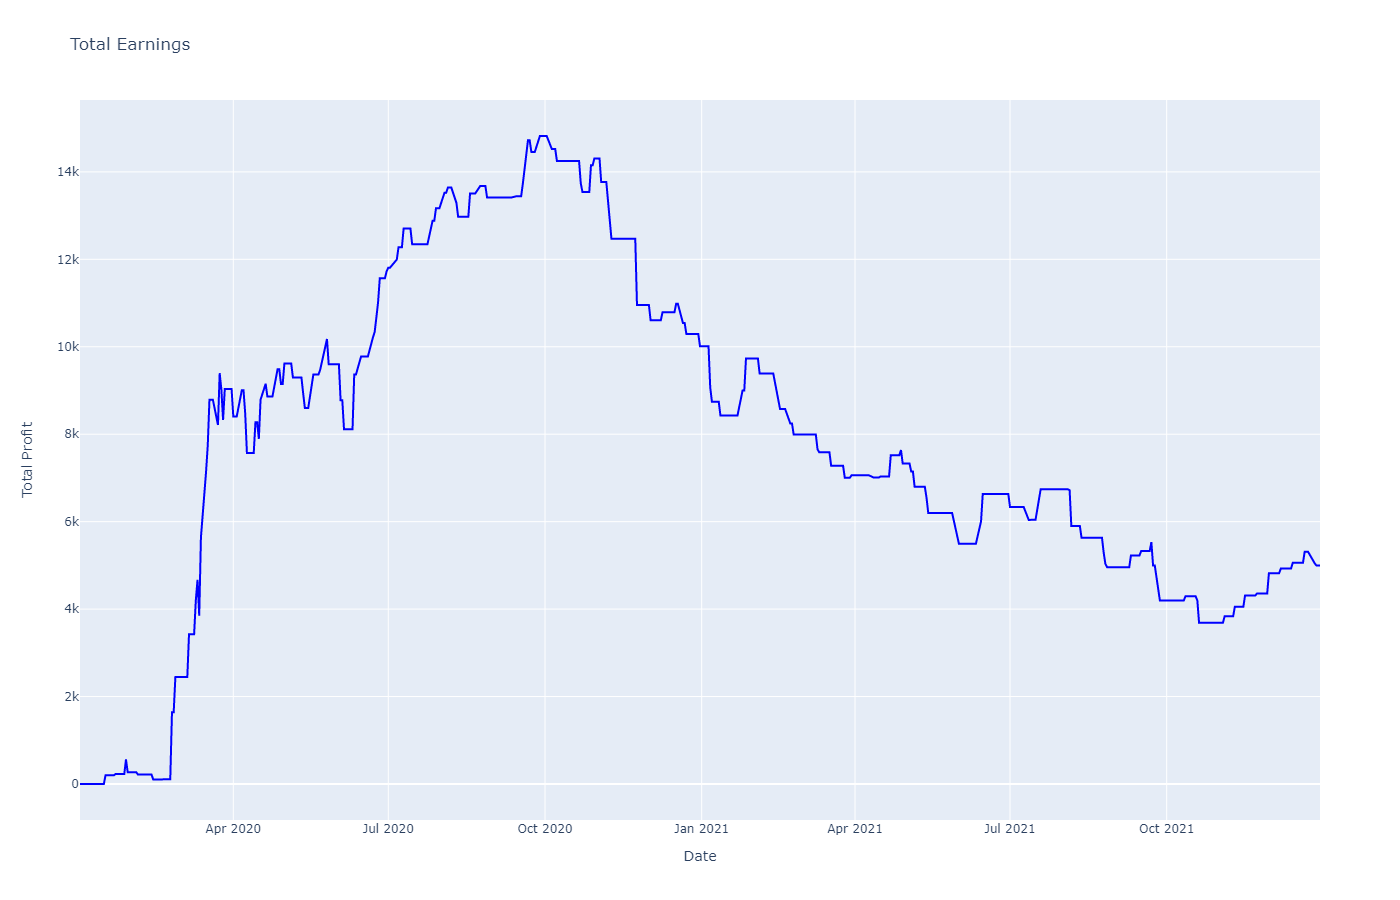 Total Earnings
14k
12k
10k
8k
6k
4k
2k
0
Total Profit
Apr 2020
Jul 2020
Oct 2020
Jan 2021
Apr 2021
Jul 2021
Oct 2021
Date